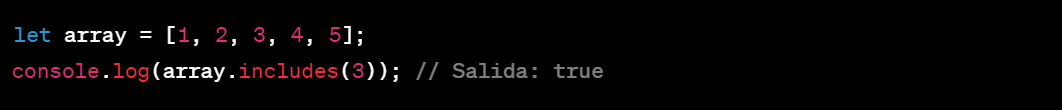 let array = [1, 2, 3, 4, 5];
console.log(array.includes(3)); // Salida: true